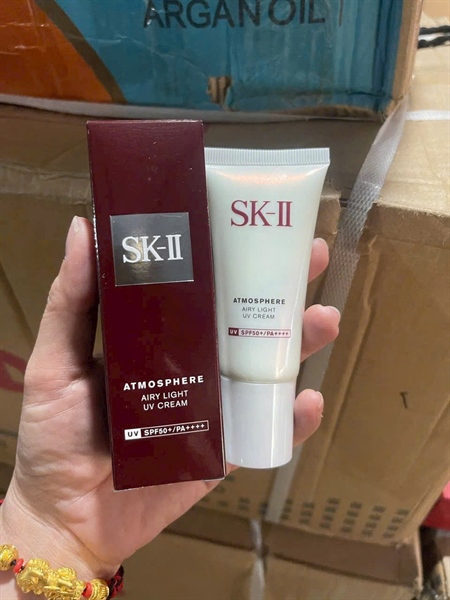 ARGAN OIL
SK-II
ATMOSPHERE
AIRY LIGHT
UV CREAM
UV SPF50+/PA++++
SK-II
ATMOSPHERE
AIRY LIGHT
UV CREAM
UV SPF50+/PA++++